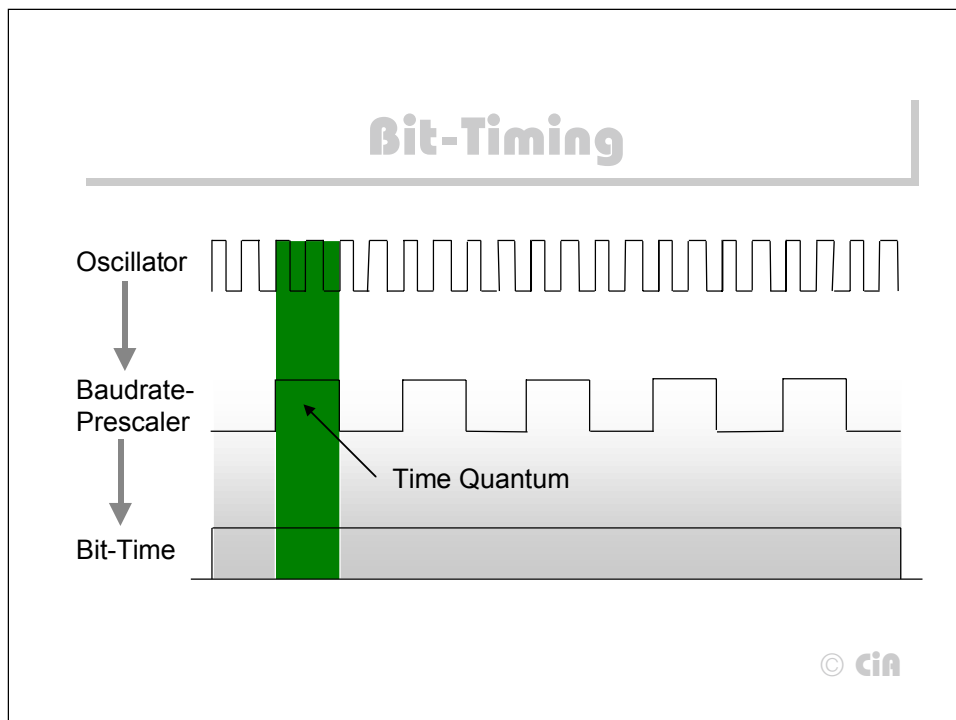 Bit-Timing
Oscillator
Baudrate-
Prescaler
Time Quantum
Bit-Time
© CiA